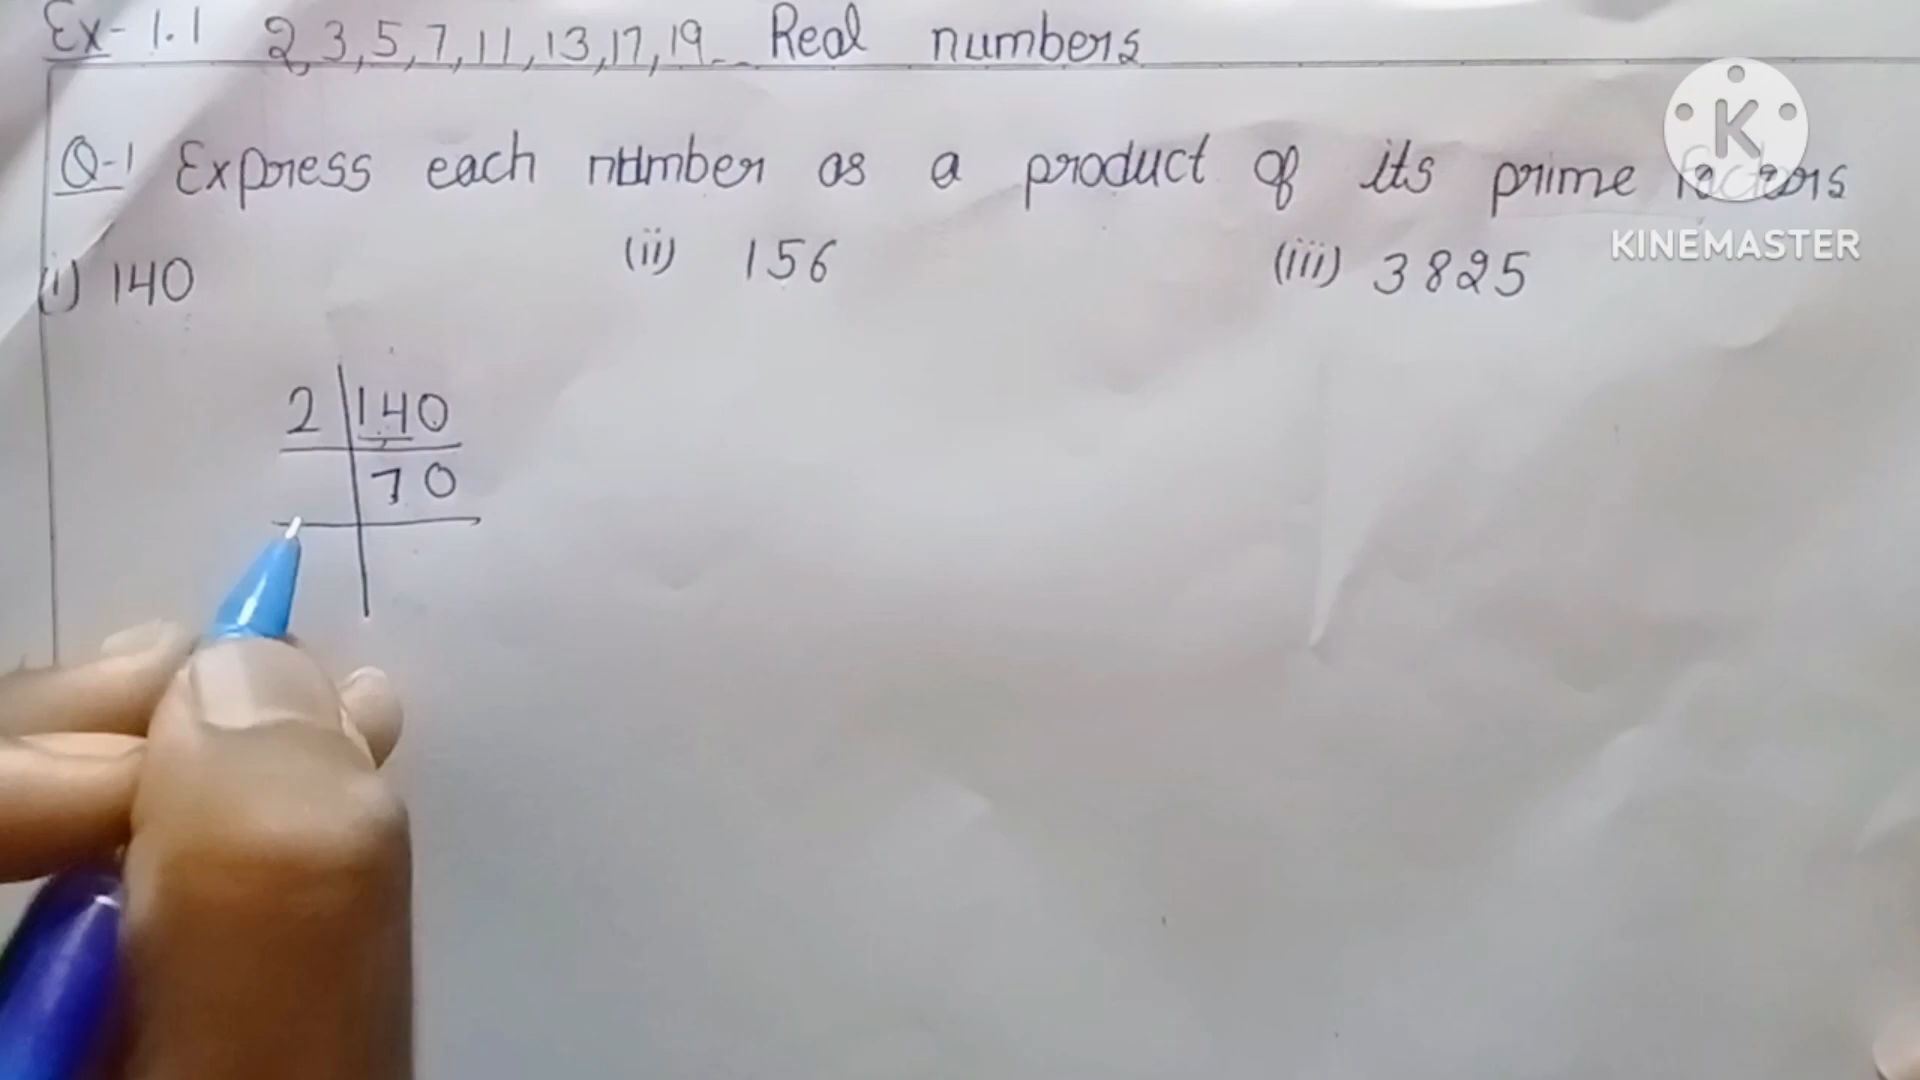 Ex-1.1 2,3,5,7,11,13,17,19.. Real numbers
Q-1 Express each number as a product of its prime factors
(i) 140 (ii) 156 (iii) 3825
2 140
70
K
KINEMASTER